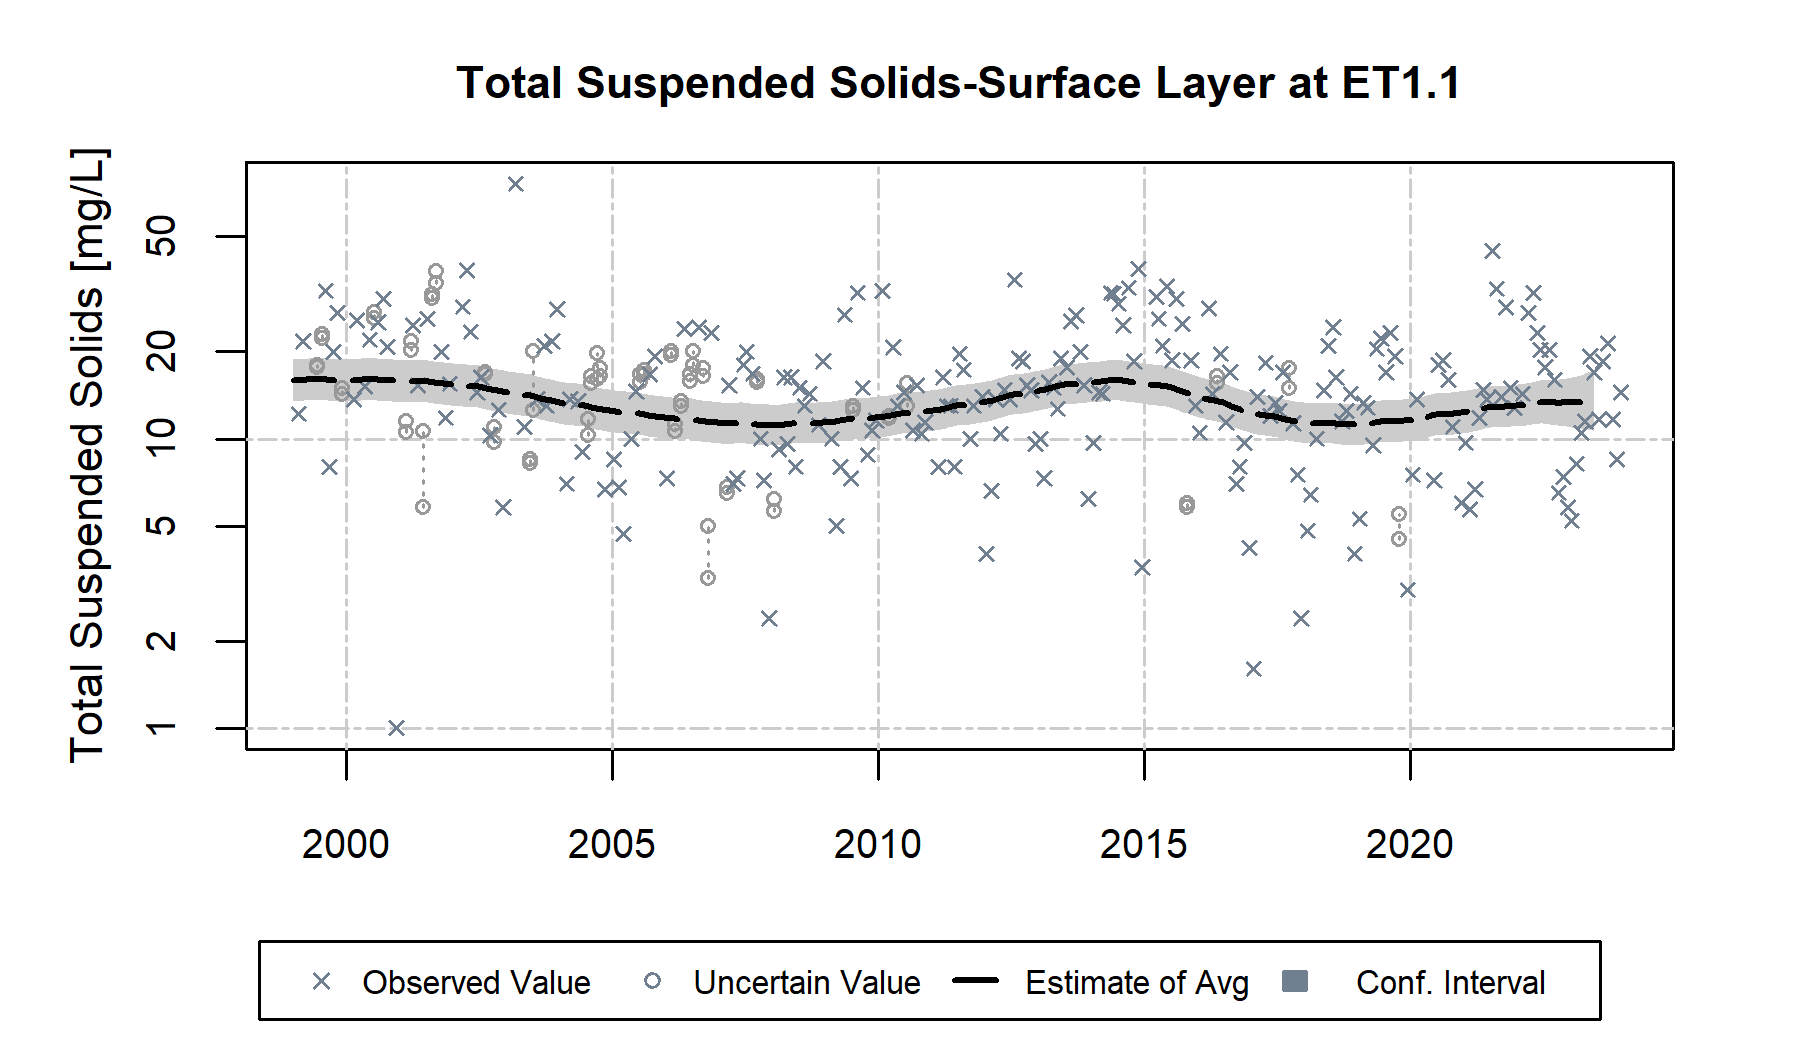 Total Suspended Solids-Surface Layer at ET1.1
Total Suspended Solids [mg/L]
50
20
10
5
2
1
2000 2005 2010 2015 2020
Observed Value Uncertain Value Estimate of Avg Conf. Interval